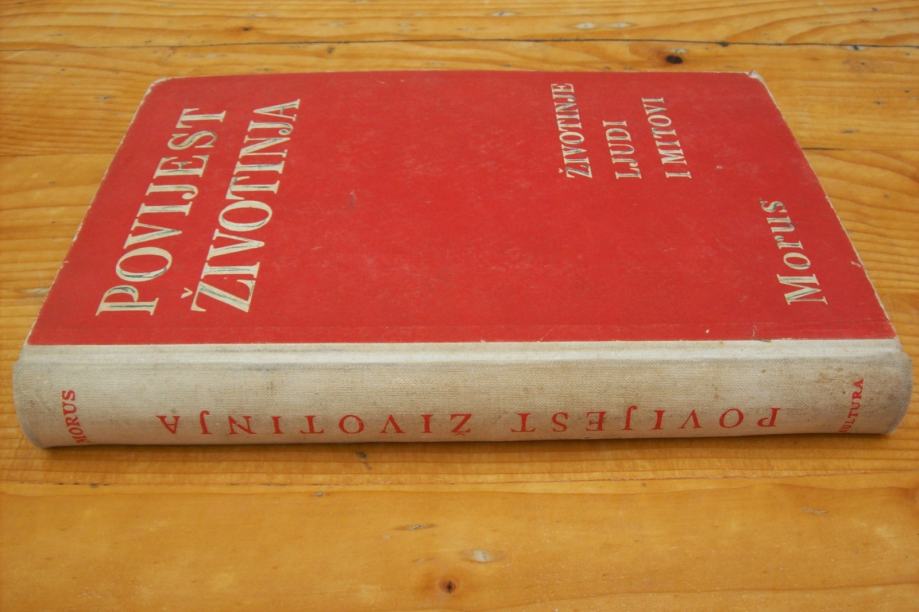 POVIJEST
ŽIVOTINJA
ŽIVOTINJE
LJUDI
I MITOVI
Morus
MORUS
POVIJEST ŽIVOTINJA
KULTURA